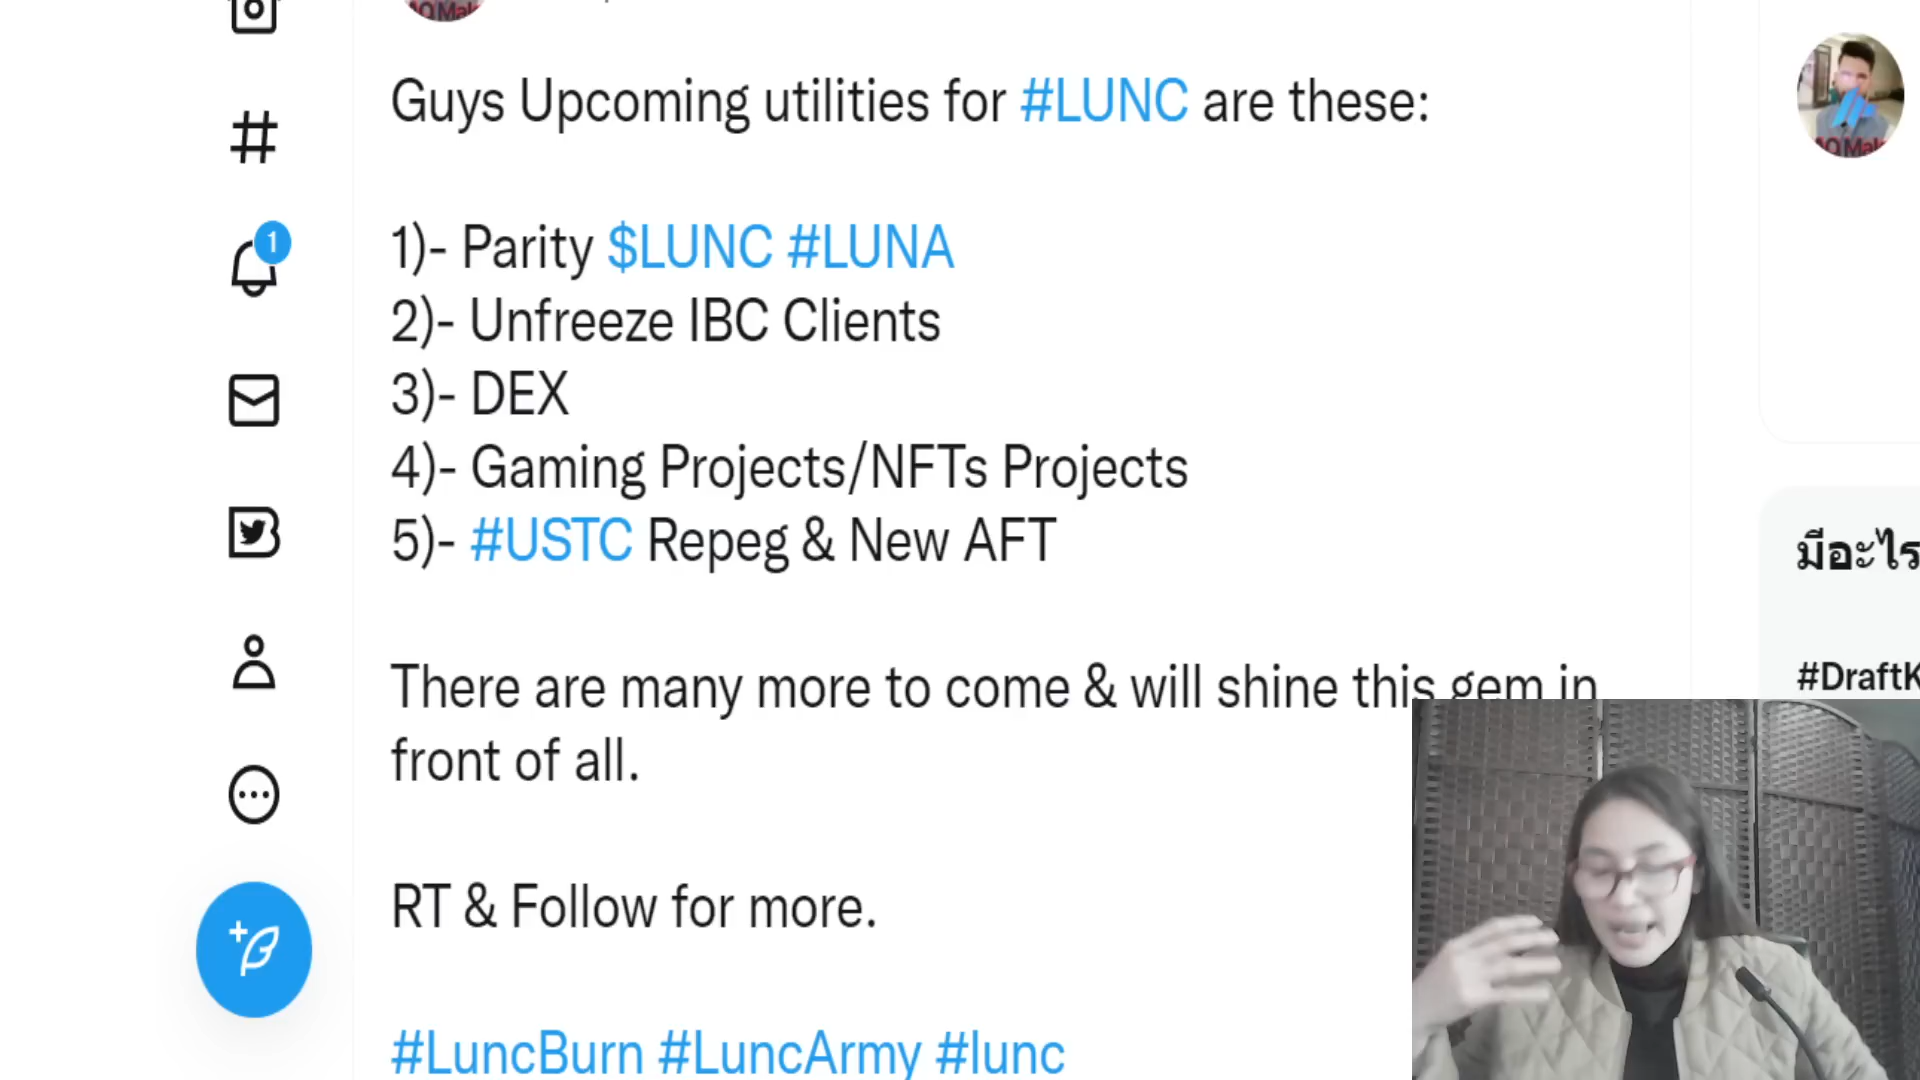 Guys Upcoming utilities for #LUNC are these:
1
1)- Parity $LUNC #LUNA
2)- Unfreeze IBC Clients
3)- DEX
4)- Gaming Projects/NFTs Projects
5)- #USTC Repeg & New AFT
There are many more to come & will shine this gem in
front of all.
RT & Follow for more.
#LuncBurn #LuncArmy #lunc
มีอะไร
#DraftK